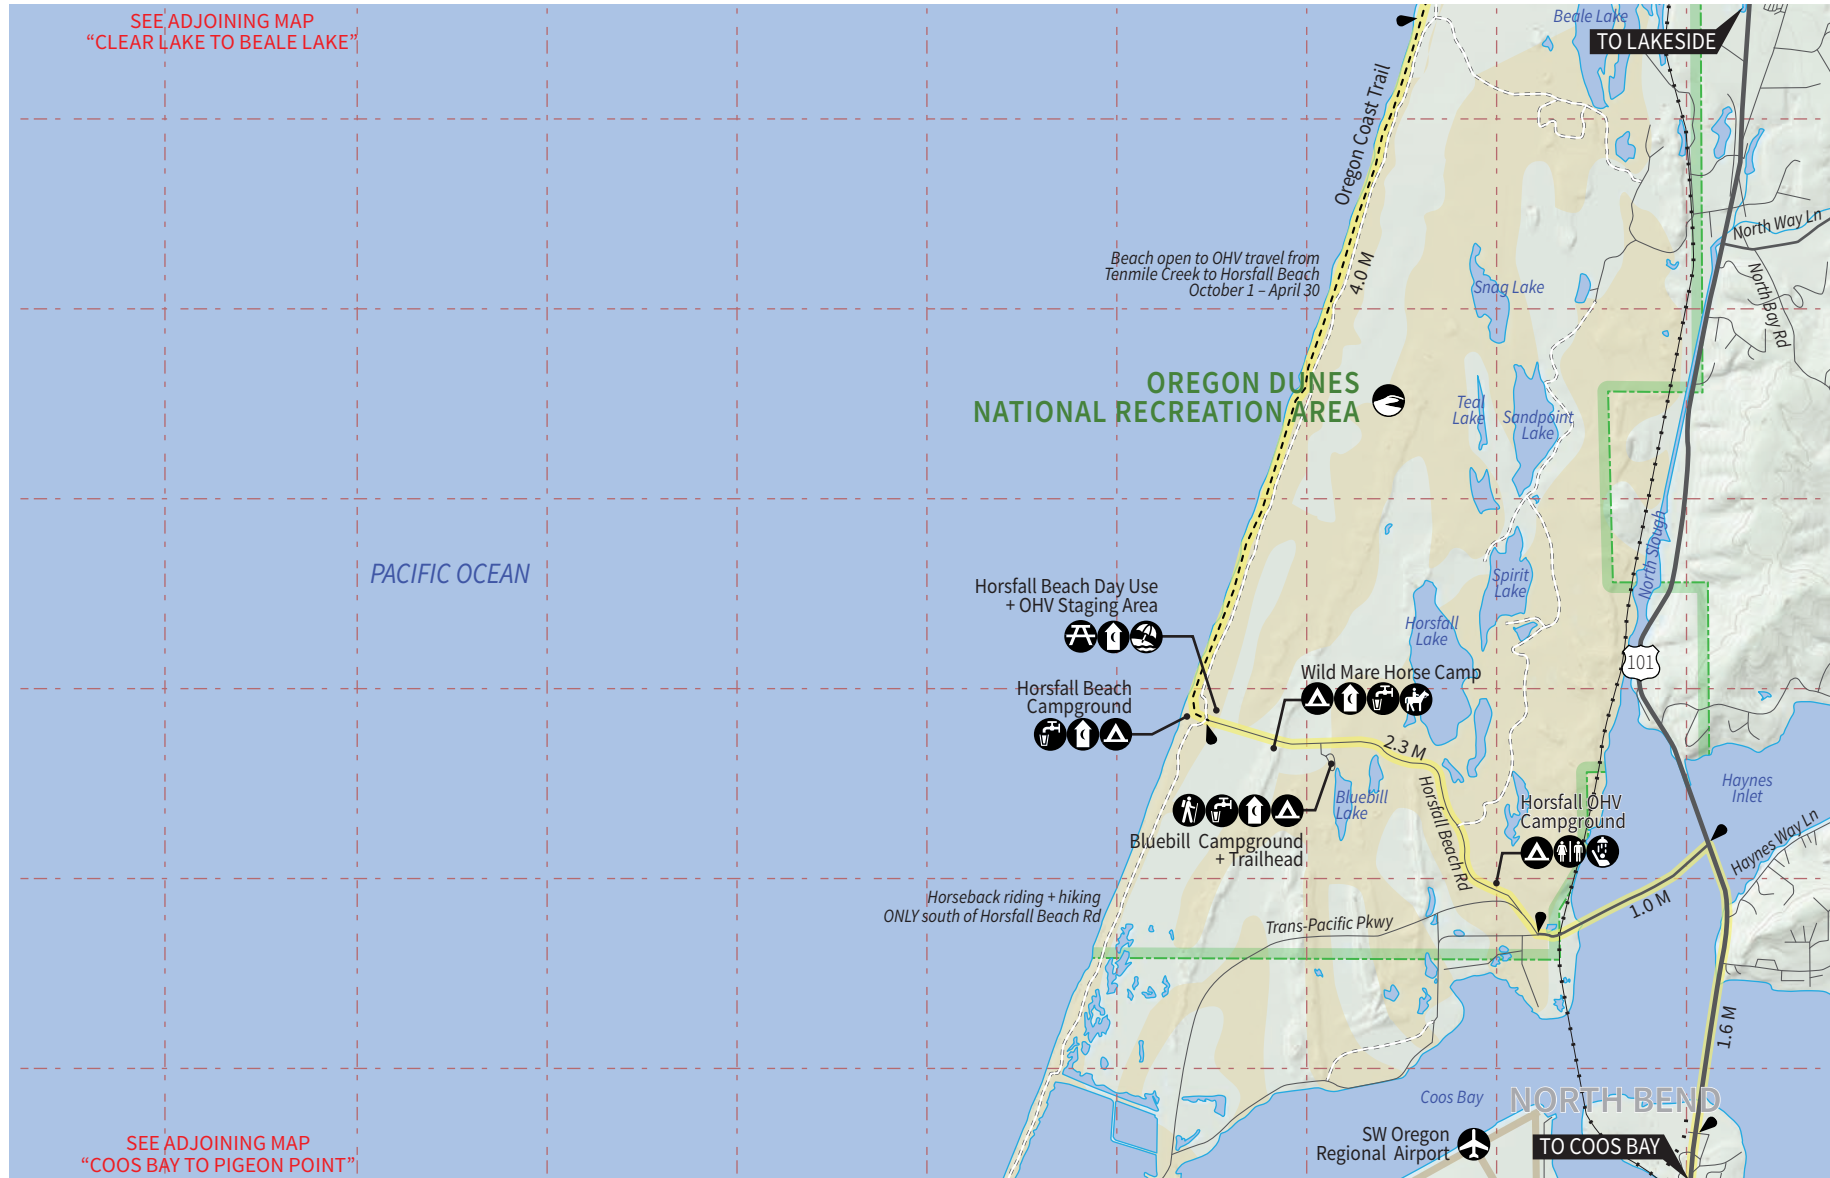 SEE ADJOINING MAP
“CLEAR LAKE TO BEALE LAKE”
Beale Lake
TO LAKESIDE
Oregon Coast Trail
North Way Ln
Beach open to OHV travel from
Tenmile Creek to Horsfall Beach
October 1 – April 30
4.0 M
Snag Lake
North Bay Rd
OREGON DUNES
NATIONAL RECREATION AREA
Teal
Lake
Sandpoint
Lake
North Slough
PACIFIC OCEAN
Horsfall Beach Day Use
+ OHV Staging Area
Spirit
Lake
Horsfall
Lake
101
Wild Mare Horse Camp
Horsfall Beach
Campground
2.3 M
Haynes
Inlet
Bluebill
Lake
Horsfall Beach Rd
Horsfall OHV
Campground
Bluebill Campground
+ Trailhead
Haynes Way Ln
Horseback riding + hiking
ONLY south of Horsfall Beach Rd
Trans-Pacific Pkwy
1.0 M
1.6 M
Coos Bay
NORTH BEND
SW Oregon
Regional Airport
TO COOS BAY
SEE ADJOINING MAP
“COOS BAY TO PIGEON POINT”